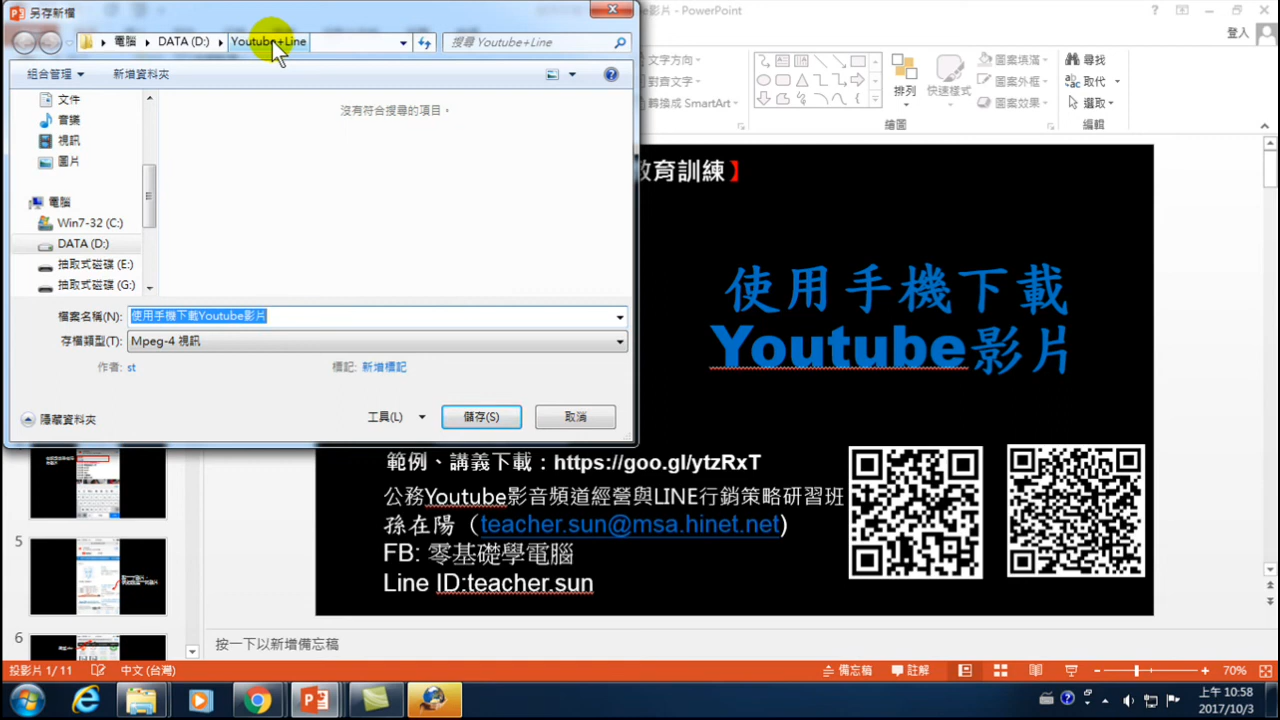 另存新檔
影片 - PowerPoint
登入
電腦 DATA (D:) Youtube+Line
搜尋 Youtube+Line
文字方向
對齊文字
轉換成 SmartArt
排列
快速樣式
圖案填滿
圖案外框
圖案效果
繪圖
尋找
取代
選取
編輯
組合管理 新增資料夾
文件
音樂
視訊
圖片
電腦
Win7-32 (C:)
DATA (D:)
抽取式磁碟 (E:)
抽取式磁碟 (G:)
沒有符合搜尋的項目。
檔案名稱(N): 使用手機下載Youtube影片
存檔類型(T): Mpeg-4 視訊
作者: st 標記: 新增標記
隱藏資料夾 工具(L) 儲存(S) 取消
教育訓練】
使用手機下載
Youtube影片
範例、講義下載：https://goo.gl/ytzRxT
公務Youtube影音頻道經營與LINE行銷策略研習班
孫在陽（teacher.sun@msa.hinet.net)
FB: 零基礎學電腦
Line ID:teacher.sun
5
6
按一下以新增備忘稿
投影片 1/11 中文 (台灣) 備忘稿 註解 70%
上午 10:58
2017/10/3